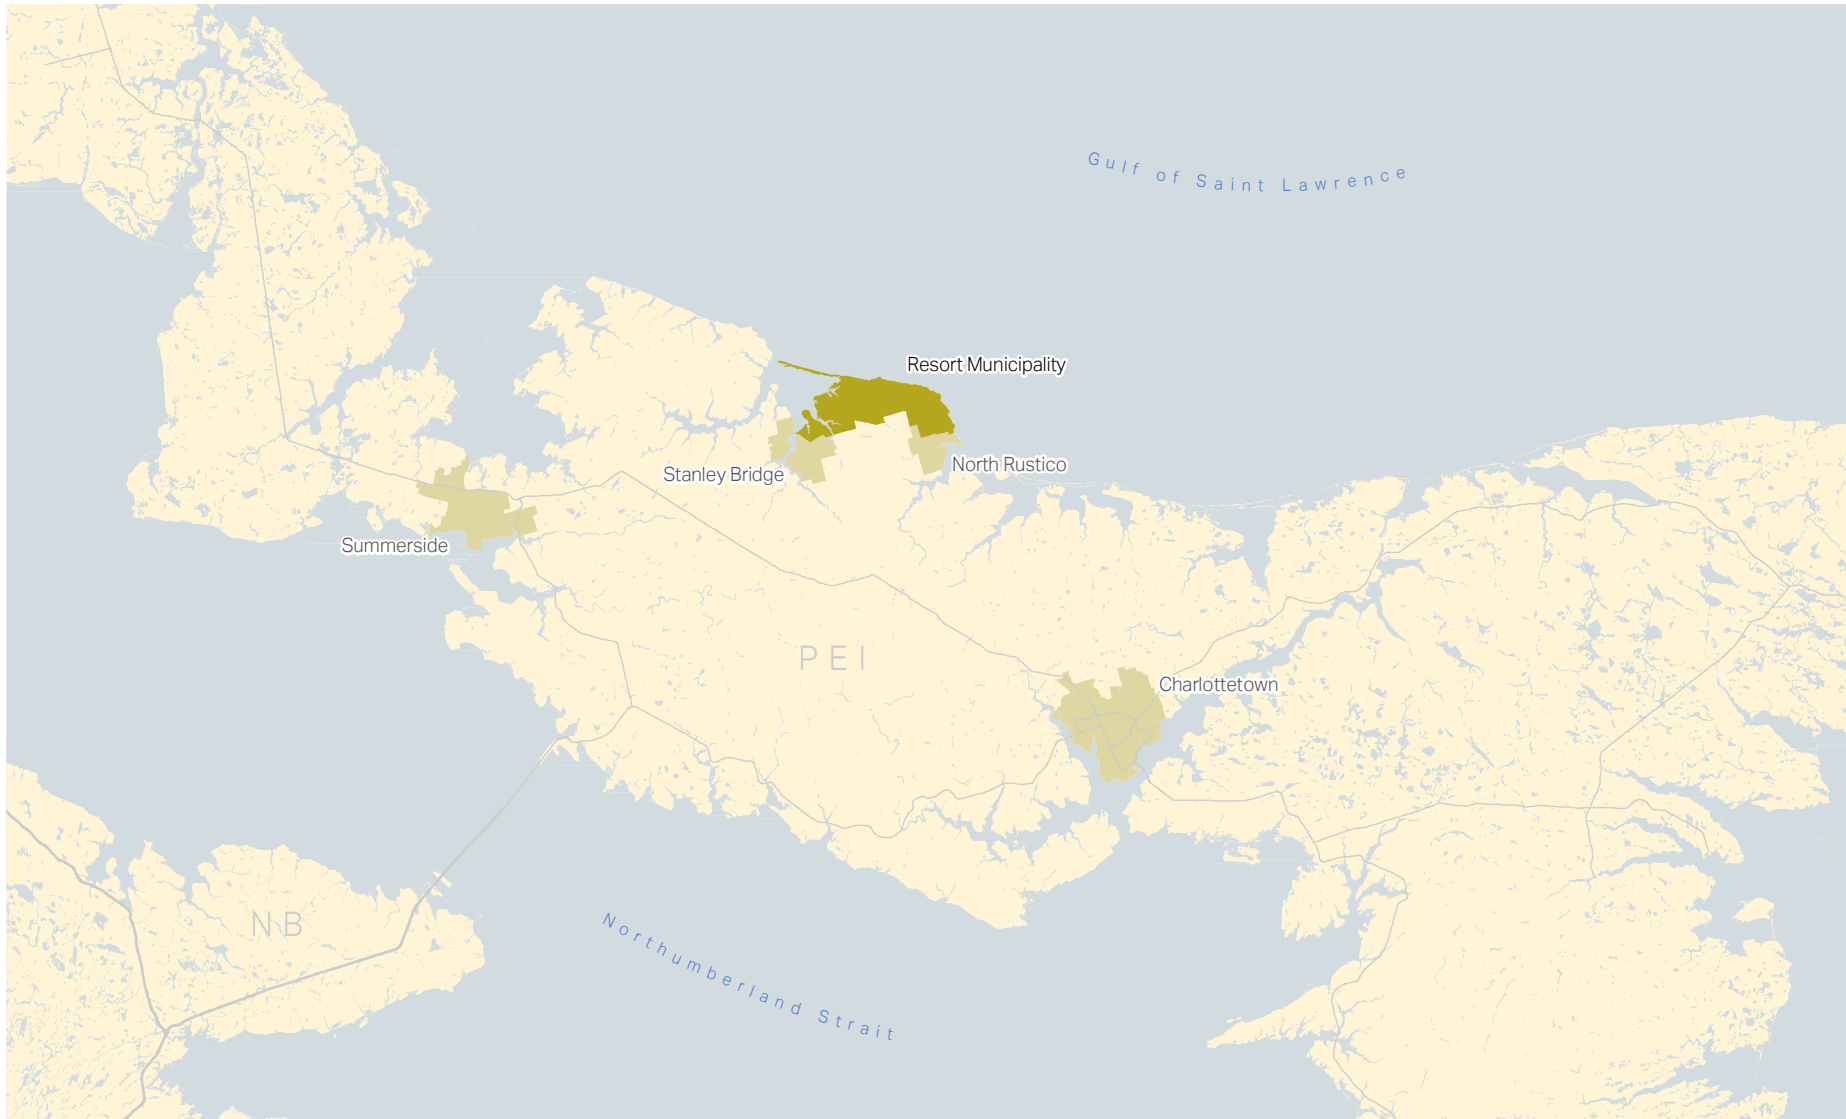 Gulf of Saint Lawrence
Resort Municipality
North Rustico
Stanley Bridge
Summerside
PEI
Charlottetown
NB
Northumberland Strait